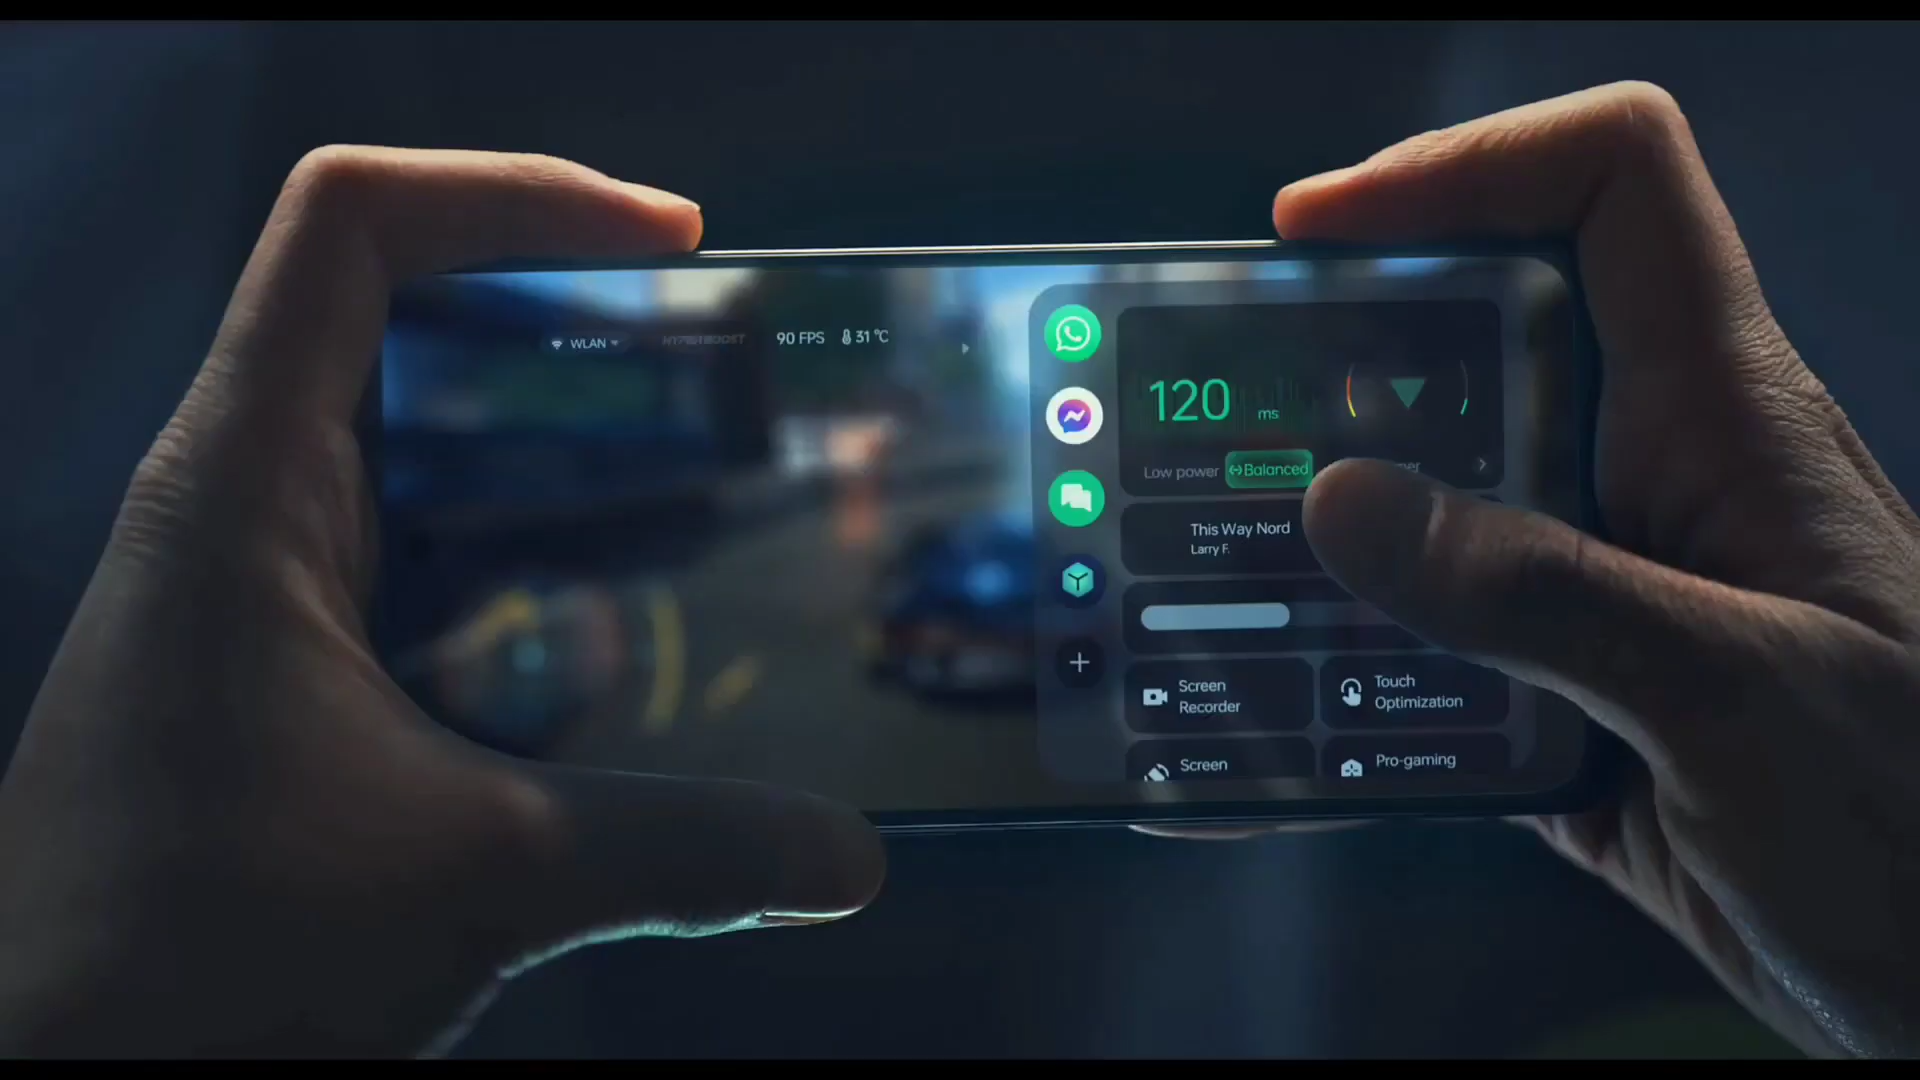 WLAN
90 FPS
31 ℃
120 ms
Low power
Balanced
This Way Nord
Larry F.
Screen
Recorder
Touch
Optimization
Screen
Pro-gaming